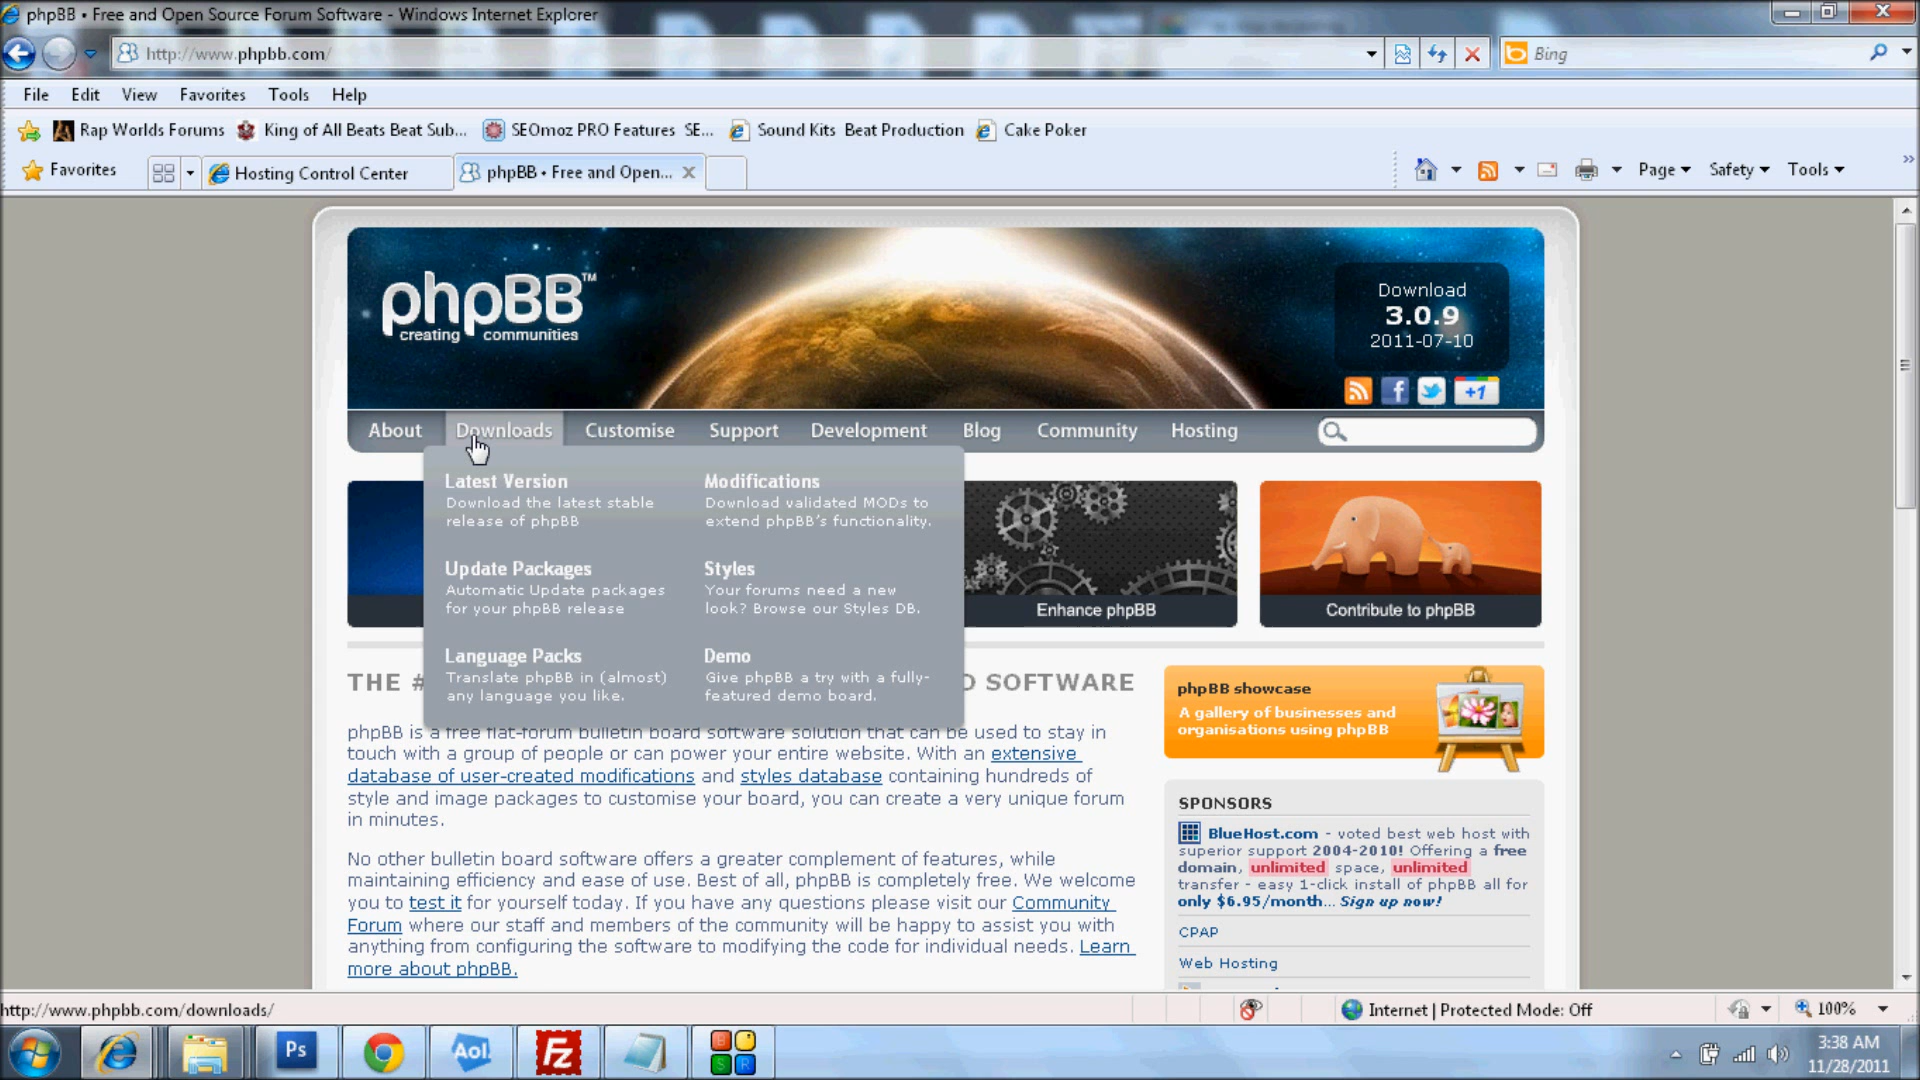 phpBB • Free and Open Source Forum Software - Windows Internet Explorer
http://www.phpbb.com/
Bing
File Edit View Favorites Tools Help
Rap Worlds Forums King of All Beats Beat Sub... SEOmoz PRO Features SE... Sound Kits Beat Production Cake Poker
Favorites Hosting Control Center phpBB • Free and Open... Page Safety Tools
phpBB™
creating communities
Download
3.0.9
2011-07-10
f +1
About Downloads Customise Support Development Blog Community Hosting
Latest Version
Download the latest stable
release of phpBB
Modifications
Download validated MODs to
extend phpBB's functionality.
Update Packages
Automatic Update packages
for your phpBB release
Styles
Your forums need a new
look? Browse our Styles DB.
Language Packs
Translate phpBB in (almost)
any language you like.
Demo
Give phpBB a try with a fully-
featured demo board.
Enhance phpBB
Contribute to phpBB
THE # SOFTWARE
phpBB is a free flat-forum bulletin board software solution that can be used to stay in
touch with a group of people or can power your entire website. With an extensive
database of user-created modifications and styles database containing hundreds of
style and image packages to customise your board, you can create a very unique forum
in minutes.
No other bulletin board software offers a greater complement of features, while
maintaining efficiency and ease of use. Best of all, phpBB is completely free. We welcome
you to test it for yourself today. If you have any questions please visit our Community
Forum where our staff and members of the community will be happy to assist you with
anything from configuring the software to modifying the code for individual needs. Learn
more about phpBB.
phpBB showcase
A gallery of businesses and
organisations using phpBB
SPONSORS
BlueHost.com - voted best web host with
superior support 2004-2010! Offering a free
domain, unlimited space, unlimited
transfer - easy 1-click install of phpBB all for
only $6.95/month... Sign up now!
CPAP
Web Hosting
http://www.phpbb.com/downloads/
Internet | Protected Mode: Off
100%
Ps Aol. Fz B S R
3:38 AM
11/28/2011